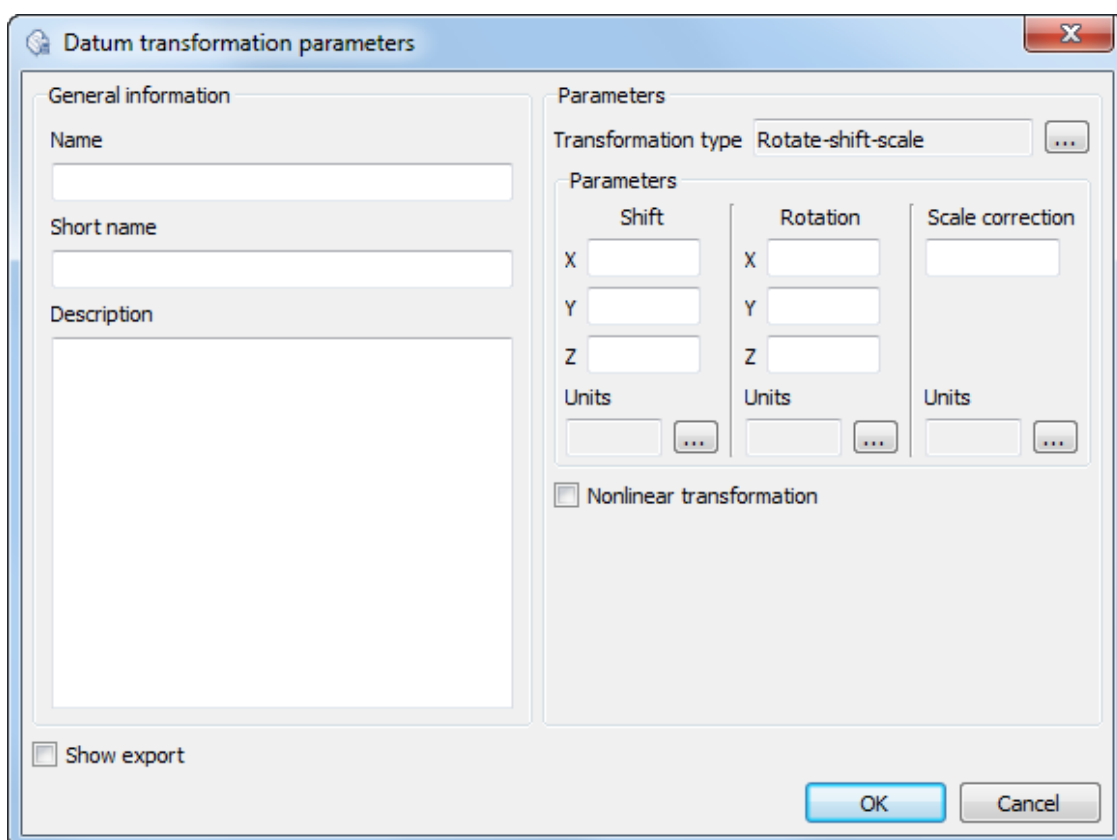 Datum transformation parameters
General information
Name
Short name
Description
Parameters
Transformation type Rotate-shift-scale ...
Parameters
Shift Rotation Scale correction
X X
Y Y
Z Z
Units Units Units
... ... ...
Nonlinear transformation
Show export
OK Cancel